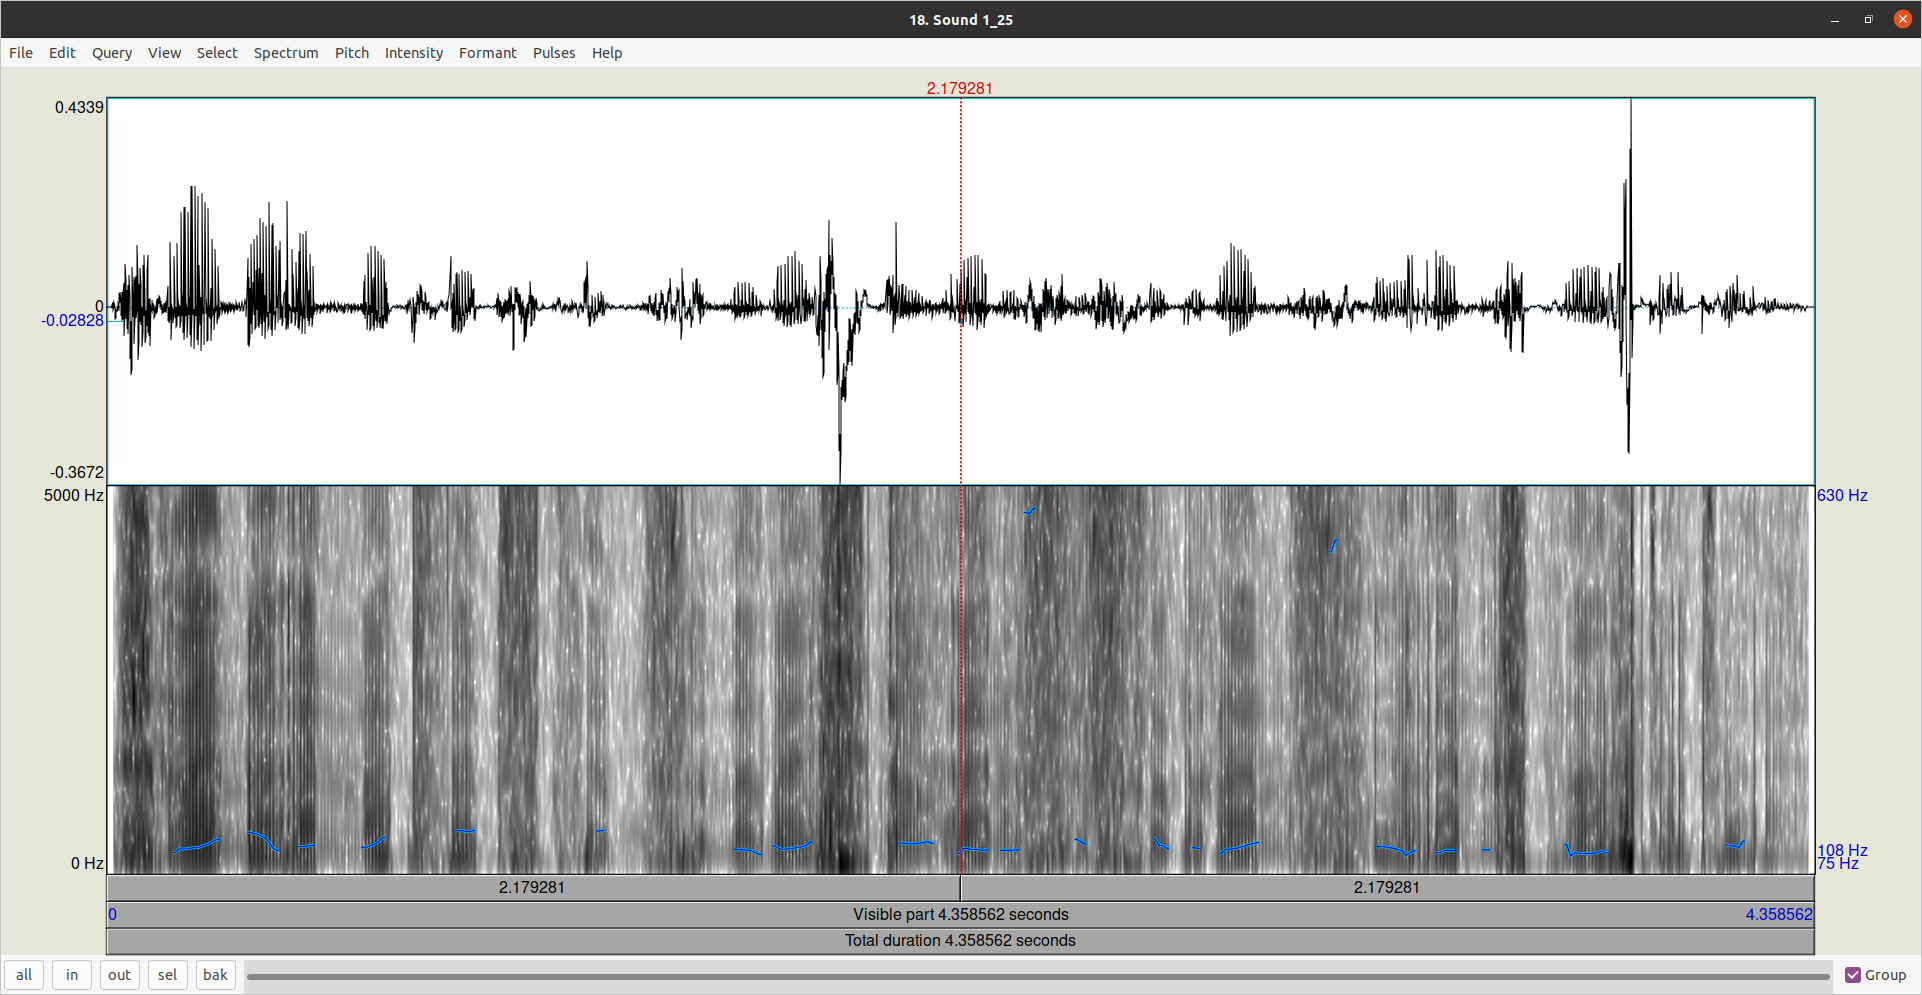 18. Sound 1_25
File Edit Query View Select Spectrum Pitch Intensity Formant Pulses Help
2.179281
0.4339
0
-0.02828
-0.3672
5000 Hz
630 Hz
0 Hz
108 Hz
75 Hz
2.179281 2.179281
0 Visible part 4.358562 seconds 4.358562
Total duration 4.358562 seconds
all in out sel bak Group